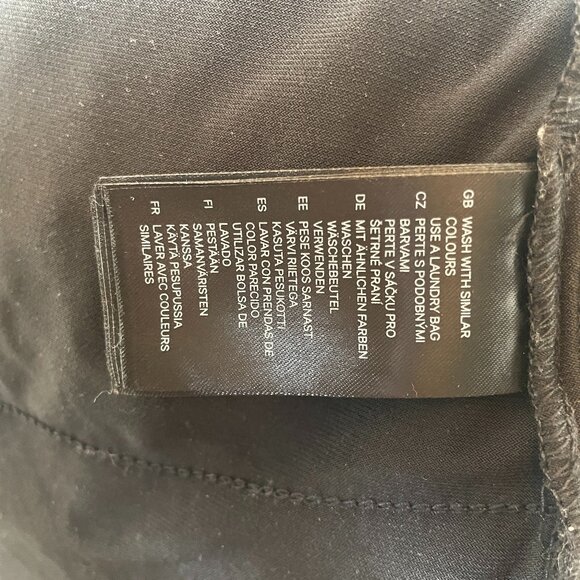 GB WASH WITH SIMILAR
COLOURS
USE A LAUNDRY BAG
CZ PERTE S PODOBNÝMI
BARVAMI
PERTE V SÁČKU PRO
ŠETRNÉ PRANÍ
DE MIT ÄHNLICHEN FARBEN
WASCHEN
WÄSCHEBEUTEL
VERWENDEN
EE PESE KOOS SARNAST
VÄRVI RIIETEGA
KASUTA PESUKOTTI
ES LAVAR CON PRENDAS DE
COLOR PARECIDO
UTILIZAR BOLSA DE
LAVADO
FI PESTÄÄN
SAMANVÄRISTEN
KANSSA
KÄYTÄ PESUPUSSIA
FR LAVER AVEC COULEURS
SIMILAIRES